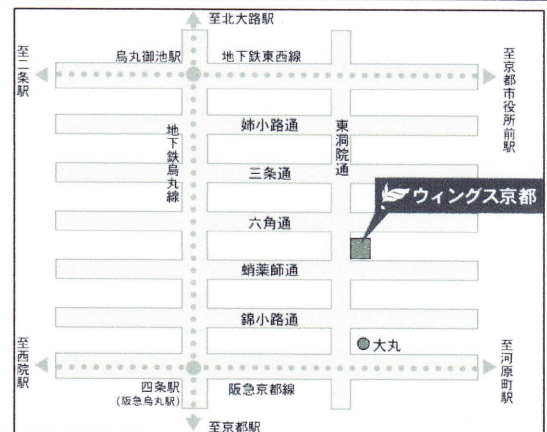 至北大路駅
至二条駅
烏丸御池駅
地下鉄東西線
至京都市役所前駅
地下鉄烏丸線
姉小路通
東洞院通
三条通
ウィングス京都
六角通
蛸薬師通
錦小路通
大丸
至西院駅
至河原町駅
四条駅
(阪急烏丸駅)
阪急京都線
至京都駅